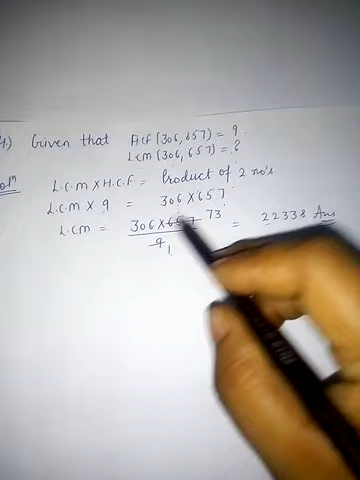 4.) Given that HCF (306, 657) = 9.
LCM (306, 657) = ?
Solⁿ L.C.M X H.C.F = Product of 2 no's
L.C.M X 9 = 306 X 657
L.C.M = 306 X 657 73 = 22338 Ans
9 1